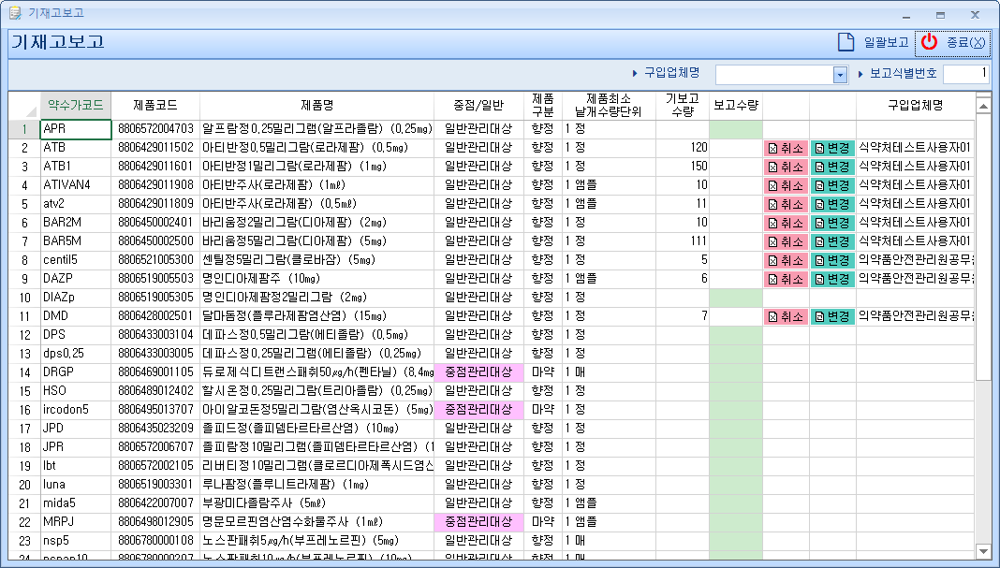 기재고보고
기재고보고
일괄보고 종료(X)
구입업체명 보고식별번호 1
약수가코드 제품코드 제품명 중점/일반 제품구분 제품최소낱개수량단위 기보고수량 보고수량 구입업체명
1 APR 8806572004703 알프람정0.25밀리그램(알프라졸람) (0.25mg) 일반관리대상 향정 1 정
2 ATB 8806429011502 아티반정0.5밀리그램(로라제팜) (0.5mg) 일반관리대상 향정 1 정 120 취소 변경 식약처테스트사용자01
3 ATB1 8806429011601 아티반정1밀리그램(로라제팜) (1mg) 일반관리대상 향정 1 정 150 취소 변경 식약처테스트사용자01
4 ATIVAN4 8806429011908 아티반주사(로라제팜) (1㎖) 일반관리대상 향정 1 앰플 10 취소 변경 식약처테스트사용자01
5 atv2 8806429011809 아티반주사(로라제팜) (0.5㎖) 일반관리대상 향정 1 앰플 11 취소 변경 식약처테스트사용자01
6 BAR2M 8806450002401 바리움정2밀리그램(디아제팜) (2mg) 일반관리대상 향정 1 정 10 취소 변경 식약처테스트사용자01
7 BAR5M 8806450002500 바리움정5밀리그램(디아제팜) (5mg) 일반관리대상 향정 1 정 111 취소 변경 식약처테스트사용자01
8 centil5 8806521005300 센틸정5밀리그램(클로바잠) (5mg) 일반관리대상 향정 1 정 5 취소 변경 의약품안전관리원공무
9 DAZP 8806519005503 명인디아제팜주 (10mg) 일반관리대상 향정 1 앰플 6 취소 변경 의약품안전관리원공무
10 DIAZp 8806519005305 명인디아제팜정2밀리그람 (2mg) 일반관리대상 향정 1 정
11 DMD 8806428002501 달마돔정(플루라제팜염산염) (15mg) 일반관리대상 향정 1 정 7 취소 변경 의약품안전관리원공무
12 DPS 8806433003104 데파스정0.5밀리그램(에티졸람) (0.5mg) 일반관리대상 향정 1 정
13 dps0.25 8806433003005 데파스정0.25밀리그램(에티졸람) (0.25mg) 일반관리대상 향정 1 정
14 DRGP 8806469001105 듀로제식디트랜스패취50㎍/h(펜타닐) (8.4mg 중점관리대상 마약 1 매
15 HSO 8806489012402 할시온정0.25밀리그람(트리아졸람) (0.25mg) 일반관리대상 향정 1 정
16 ircodon5 8806495013707 아이알코돈정5밀리그램(염산옥시코돈) (5mg) 중점관리대상 마약 1 정
17 JPD 8806435023209 졸피드정(졸피뎀타르타르산염) (10mg) 일반관리대상 향정 1 정
18 JPR 8806572006707 졸피람정10밀리그램(졸피뎀타르타르산염) (1 일반관리대상 향정 1 정
19 lbt 8806572002105 리버티정10밀리그램(클로르디아제폭시드염산 일반관리대상 향정 1 정
20 luna 8806519003301 루나팜정(플루니트라제팜) (1mg) 일반관리대상 향정 1 정
21 mida5 8806422007007 부광미다졸람주사 (5㎖) 일반관리대상 향정 1 앰플
22 MRPJ 8806498012905 명문모르핀염산염수화물주사 (1㎖) 중점관리대상 마약 1 앰플
23 nsp5 8806780000108 노스판패취5㎍/h(부프레노르핀) (5mg) 일반관리대상 향정 1 매
24 nspan10 8806780000207 노스판패취10㎍/h(부프레노르핀) (10mg) 일반관리대상 향정 1 매